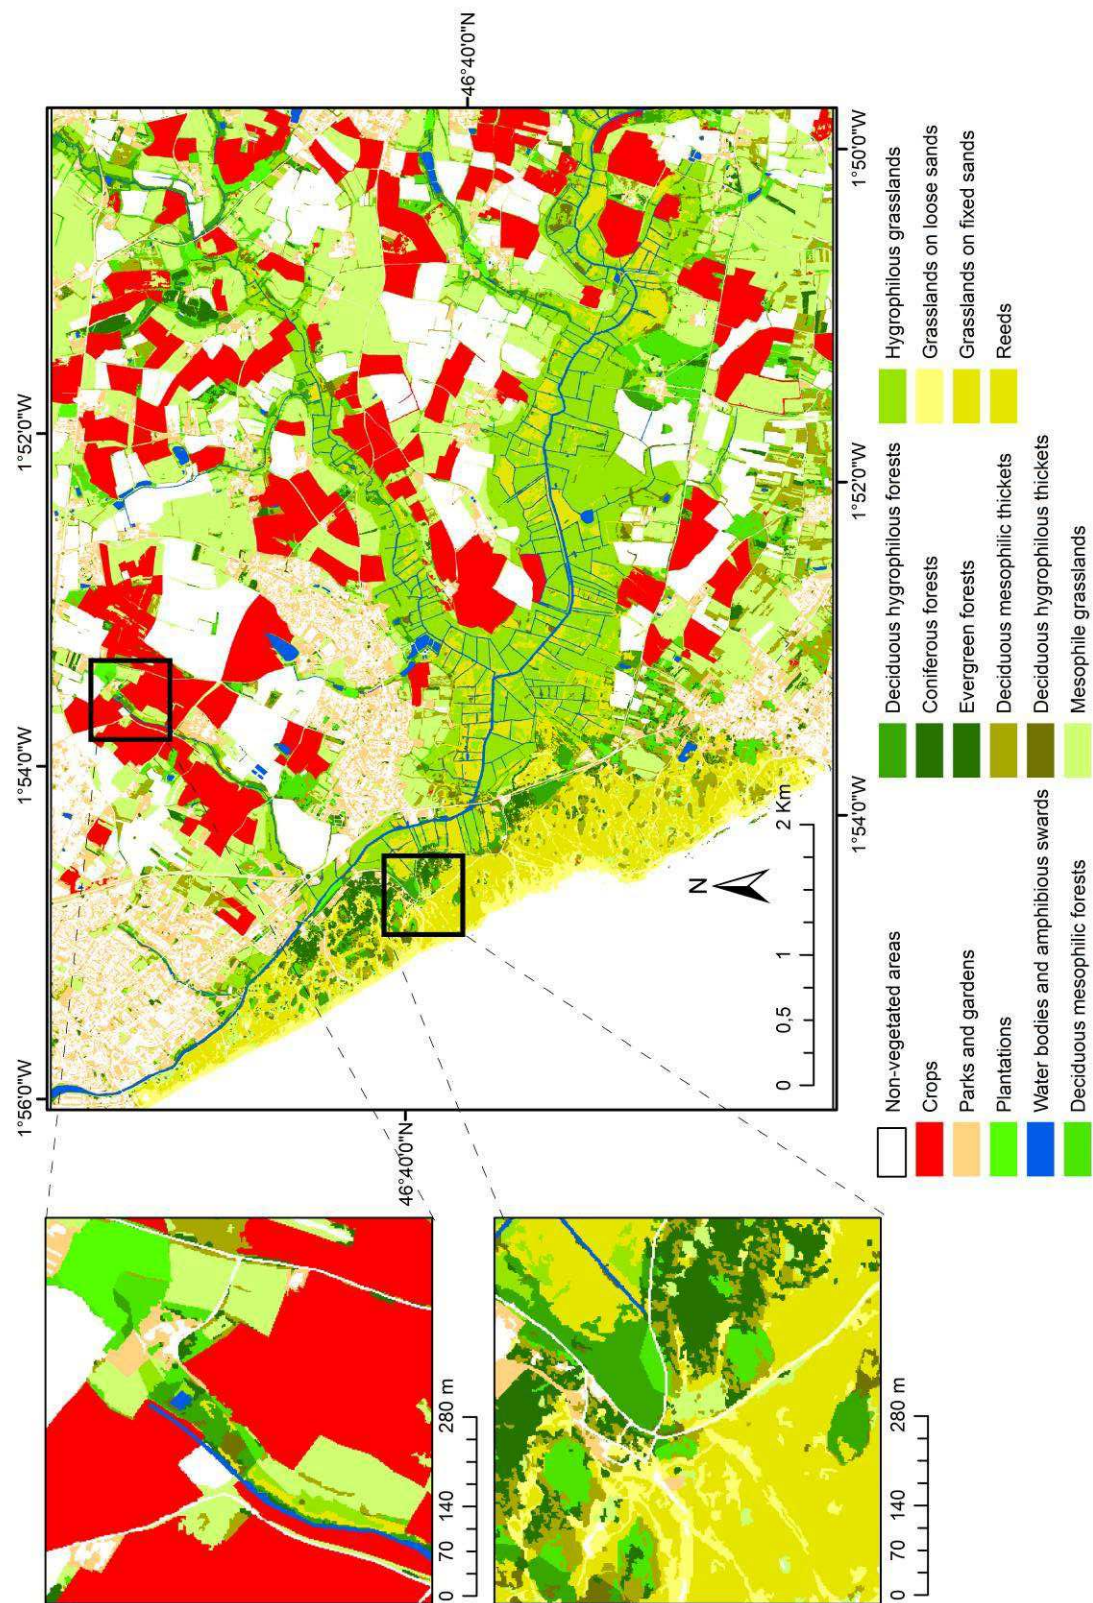 1°56'0"W
1°54'0"W
1°52'0"W
46°40'0"N
46°40'0"N
N
0
0,5
1
2 Km
1°54'0"W
1°52'0"W
1°50'0"W
0
70
140
280 m
0
70
140
280 m
Non-vegetated areas
Crops
Parks and gardens
Plantations
Water bodies and amphibious swards
Deciduous mesophilic forests
Deciduous hygrophilous forests
Coniferous forests
Evergreen forests
Deciduous mesophilic thickets
Deciduous hygrophilous thickets
Mesophile grasslands
Hygrophilous grasslands
Grasslands on loose sands
Grasslands on fixed sands
Reeds